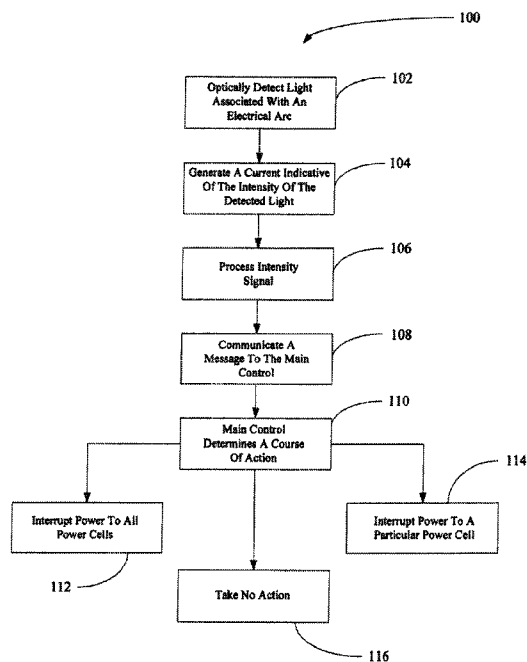 100
Optically Detect Light
Associated With An
Electrical Arc
102
Generate A Current Indicative
Of The Intensity Of The
Detected Light
104
Process Intensity
Signal
106
Communicate A
Message To The Main
Control
108
Main Control
Determines A Course
Of Action
110
Interrupt Power To All
Power Cells
112
Interrupt Power To A
Particular Power Cell
114
Take No Action
116